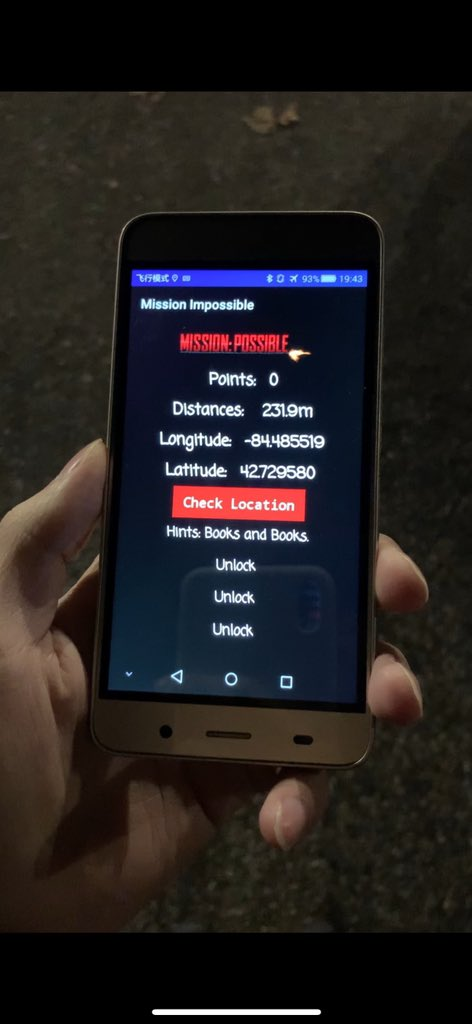 飞行模式 93% 19:43
Mission Impossible
MISSION: POSSIBLE
Points: 0
Distances: 231.9m
Longitude: -84.485519
Latitude: 42.729580
Check Location
Hints: Books and Books.
Unlock
Unlock
Unlock